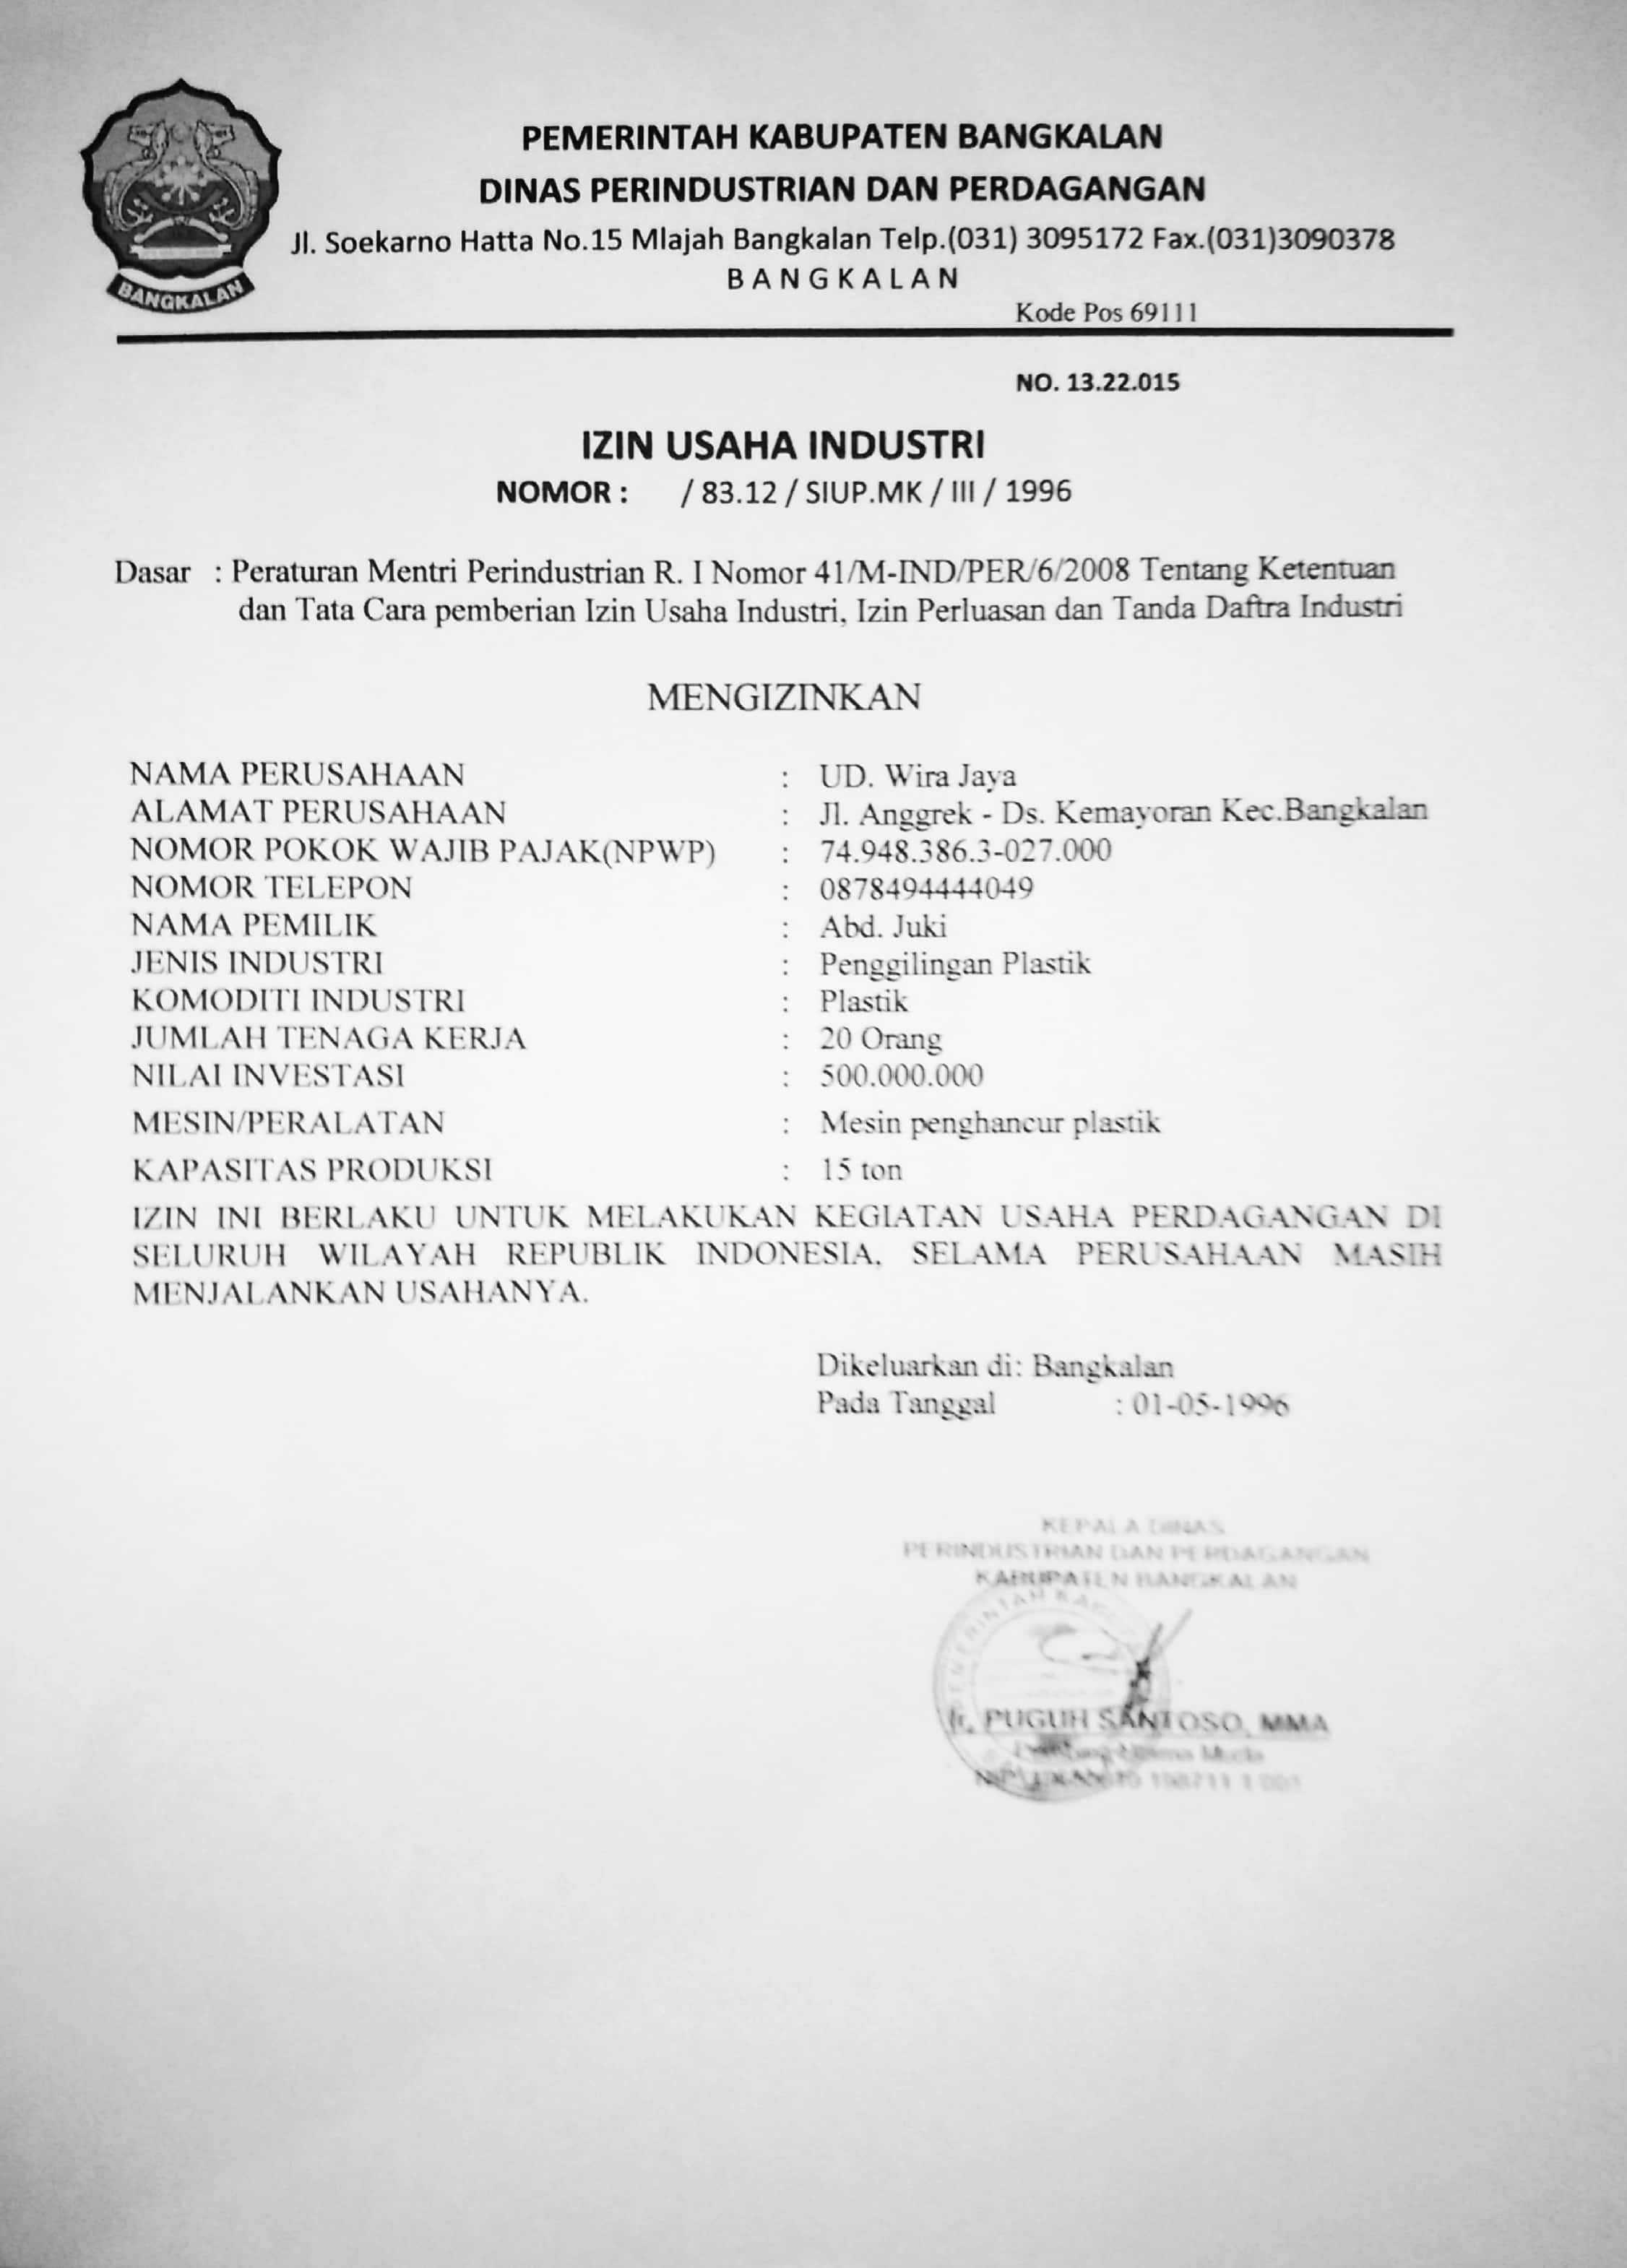 BANGKALAN
PEMERINTAH KABUPATEN BANGKALAN
DINAS PERINDUSTRIAN DAN PERDAGANGAN
Jl. Soekarno Hatta No.15 Mlajah Bangkalan Telp.(031) 3095172 Fax.(031)3090378
B A N G K A L A N
Kode Pos 69111
NO. 13.22.015
IZIN USAHA INDUSTRI
NOMOR : / 83.12 / SIUP.MK / III / 1996
Dasar : Peraturan Mentri Perindustrian R. I Nomor 41/M-IND/PER/6/2008 Tentang Ketentuan
dan Tata Cara pemberian Izin Usaha Industri, Izin Perluasan dan Tanda Daftra Industri
MENGIZINKAN
NAMA PERUSAHAAN : UD. Wira Jaya
ALAMAT PERUSAHAAN : Jl. Anggrek - Ds. Kemayoran Kec.Bangkalan
NOMOR POKOK WAJIB PAJAK(NPWP) : 74.948.386.3-027.000
NOMOR TELEPON : 0878494444049
NAMA PEMILIK : Abd. Juki
JENIS INDUSTRI : Penggilingan Plastik
KOMODITI INDUSTRI : Plastik
JUMLAH TENAGA KERJA : 20 Orang
NILAI INVESTASI : 500.000.000
MESIN/PERALATAN : Mesin penghancur plastik
KAPASITAS PRODUKSI : 15 ton
IZIN INI BERLAKU UNTUK MELAKUKAN KEGIATAN USAHA PERDAGANGAN DI
SELURUH WILAYAH REPUBLIK INDONESIA, SELAMA PERUSAHAAN MASIH
MENJALANKAN USAHANYA.
Dikeluarkan di: Bangkalan
Pada Tanggal : 01-05-1996
KEPALA DINAS
PERINDUSTRIAN DAN PERDAGANGAN
KABUPATEN BANGKALAN
PEMERINTAH KAB
Ir. PUGUH SANTOSO, MMA
Muda
NIP